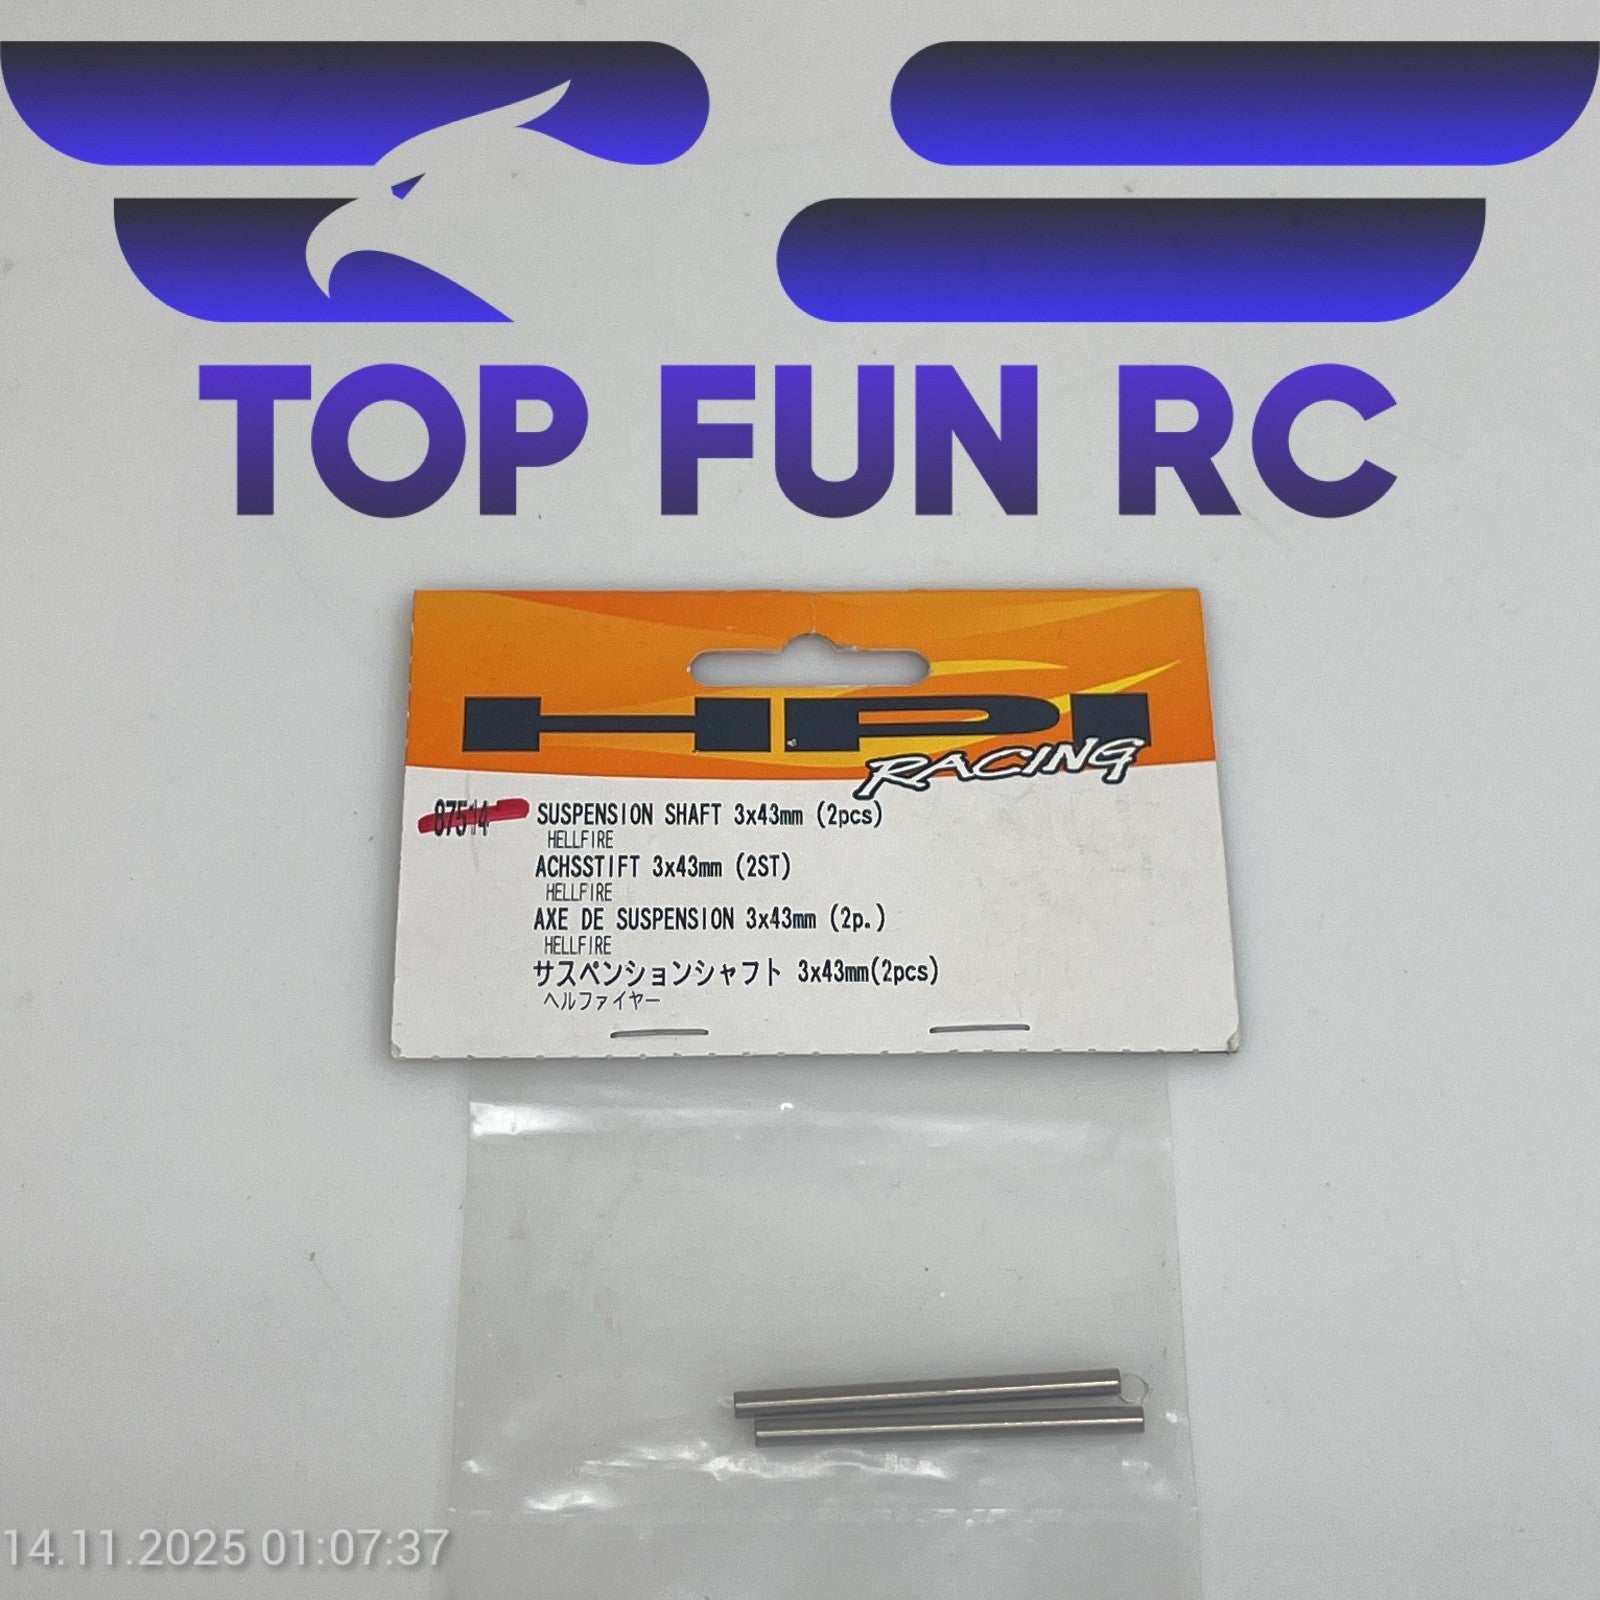 TOP FUN RC
HPI
RACING
87514 SUSPENSION SHAFT 3x43mm (2pcs)
HELLFIRE
ACHSSTIFT 3x43mm (2ST)
HELLFIRE
AXE DE SUSPENSION 3x43mm (2p.)
HELLFIRE
サスペンションシャフト 3x43mm(2pcs)
ヘルファイヤー
14.11.2025 01:07:37